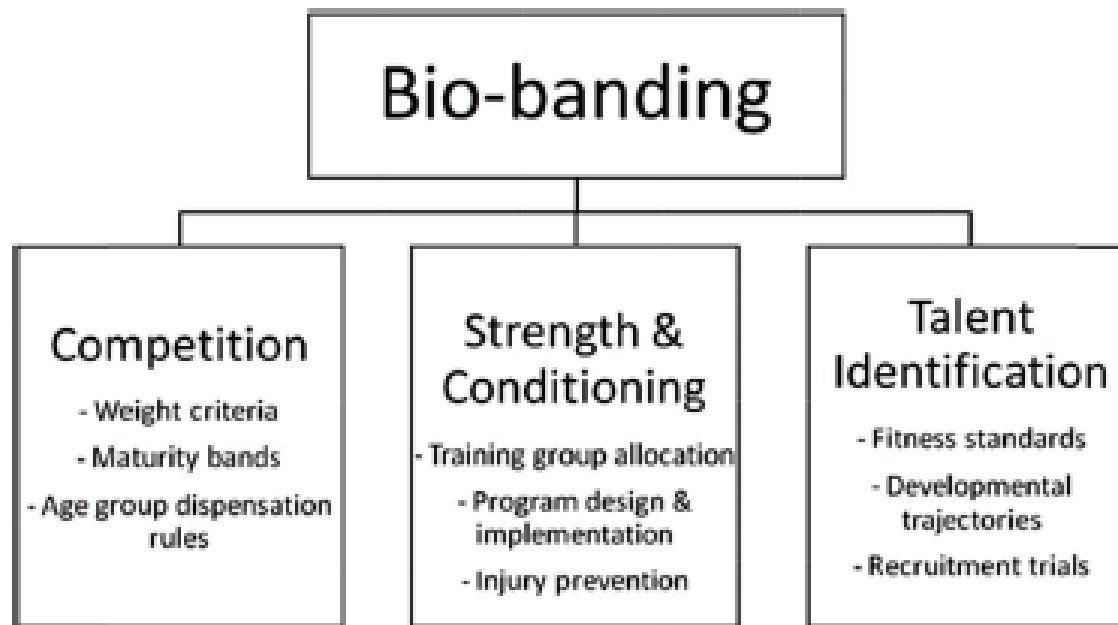 Bio-banding
Competition
- Weight criteria
- Maturity bands
- Age group dispensation
rules
Strength &
Conditioning
- Training group allocation
- Program design &
implementation
- Injury prevention
Talent
Identification
- Fitness standards
- Developmental
trajectories
- Recruitment trials